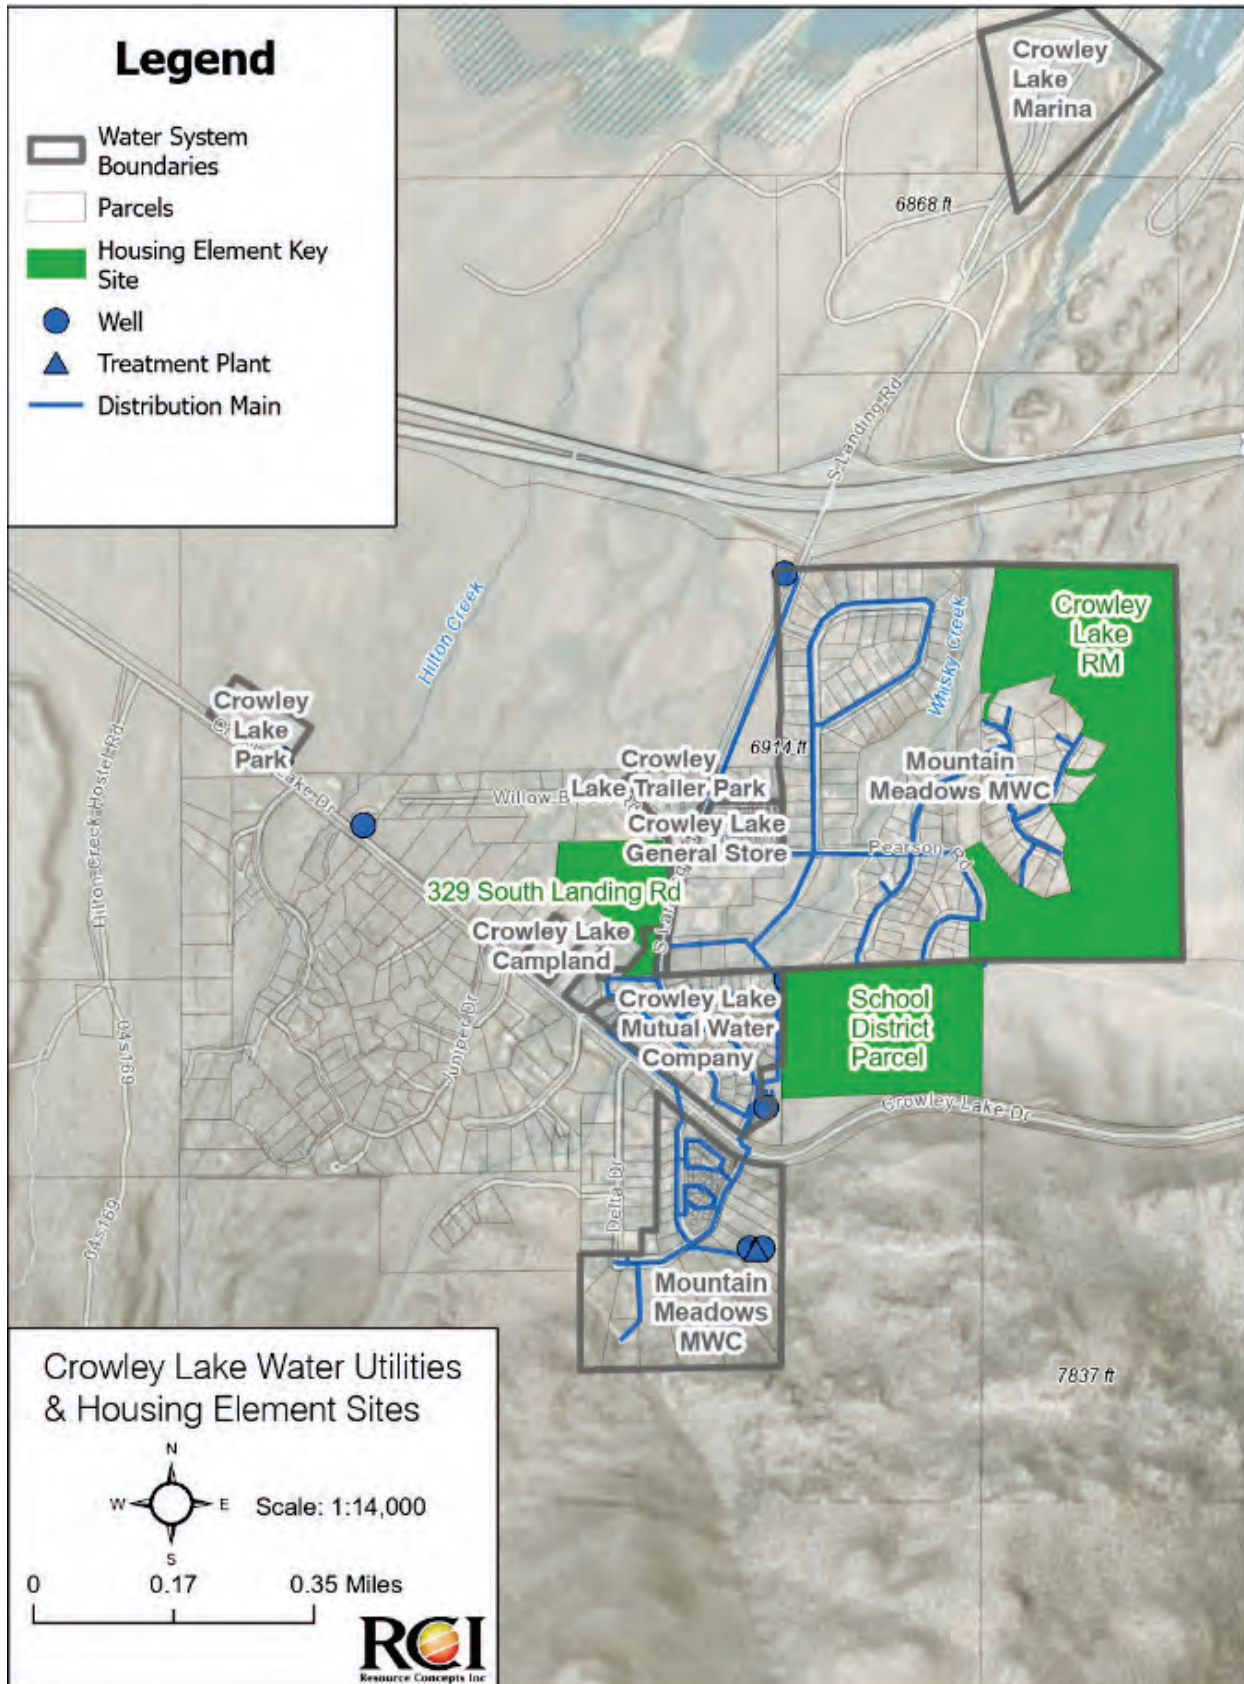 Legend
Water System
Boundaries
Parcels
Housing Element Key
Site
Well
Treatment Plant
Distribution Main
Crowley
Lake
Marina
6868 ft
S Landing Rd
Hilton Creek
Whisky Creek
Crowley
Lake
RM
Crowley
Lake
Park
Lake Dr
Hilton Creek Hostel Rd
6914 ft
Crowley
Lake Trailer Park
Willow
Mountain
Meadows MWC
Crowley Lake
General Store
Pearson Rd
329 South Landing Rd
Crowley Lake
Campland
Crowley Lake
Mutual Water
Company
School
District
Parcel
Juniper Dr
04s169
Crowley Lake Dr
Delta Dr
04s169
Mountain
Meadows
MWC
7837 ft
Crowley Lake Water Utilities
& Housing Element Sites
N
W E
S
Scale: 1:14,000
0 0.17 0.35 Miles
RCI
Resource Concepts Inc